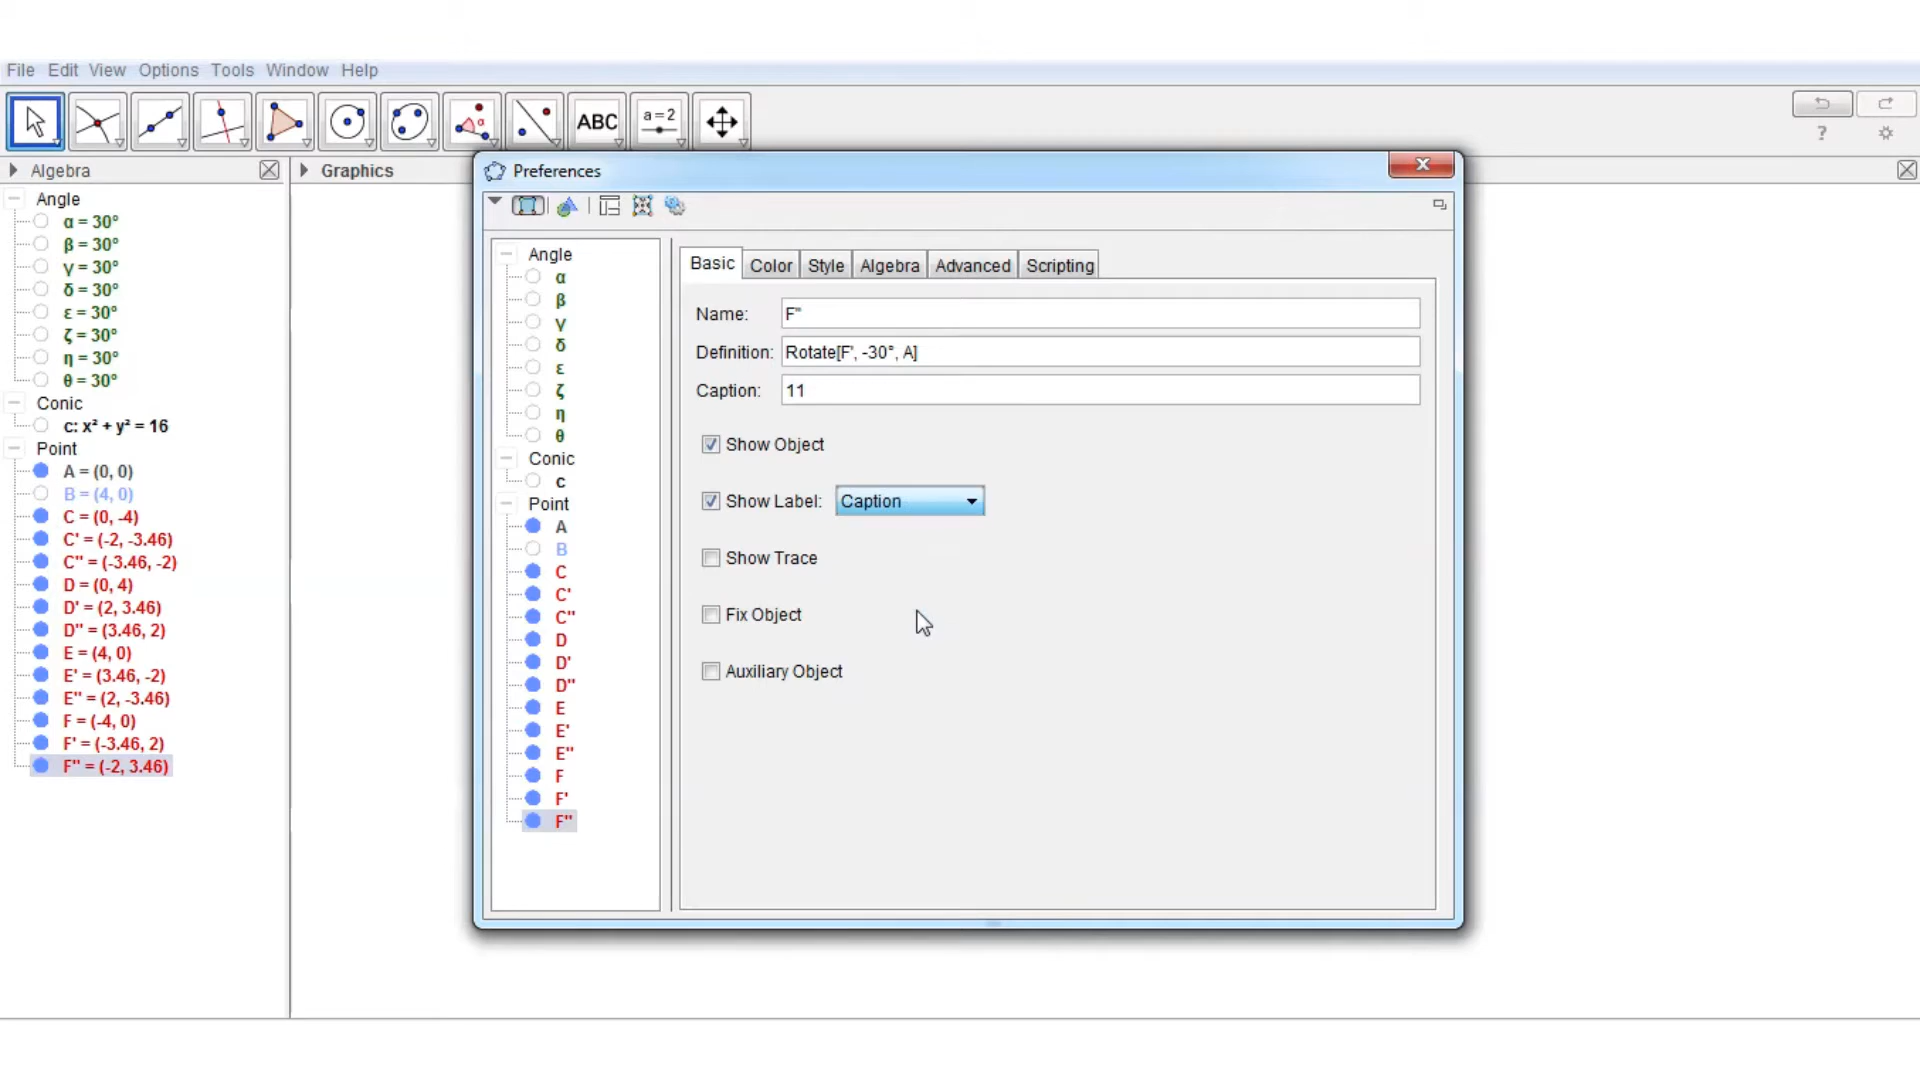 File Edit View Options Tools Window Help
ABC
a = 2
?
Algebra
Graphics
Angle
α = 30°
β = 30°
γ = 30°
δ = 30°
ε = 30°
ζ = 30°
η = 30°
θ = 30°
Conic
c: x² + y² = 16
Point
A = (0, 0)
B = (4, 0)
C = (0, -4)
C' = (-2, -3.46)
C'' = (-3.46, -2)
D = (0, 4)
D' = (2, 3.46)
D'' = (3.46, 2)
E = (4, 0)
E' = (3.46, -2)
E'' = (2, -3.46)
F = (-4, 0)
F' = (-3.46, 2)
F'' = (-2, 3.46)
Preferences
Angle
α
β
γ
δ
ε
ζ
η
θ
Conic
c
Point
A
B
C
C'
C''
D
D'
D''
E
E'
E''
F
F'
F''
Basic Color Style Algebra Advanced Scripting
Name: F''
Definition: Rotate[F', -30°, A]
Caption: 11
Show Object
Show Label: Caption
Show Trace
Fix Object
Auxiliary Object